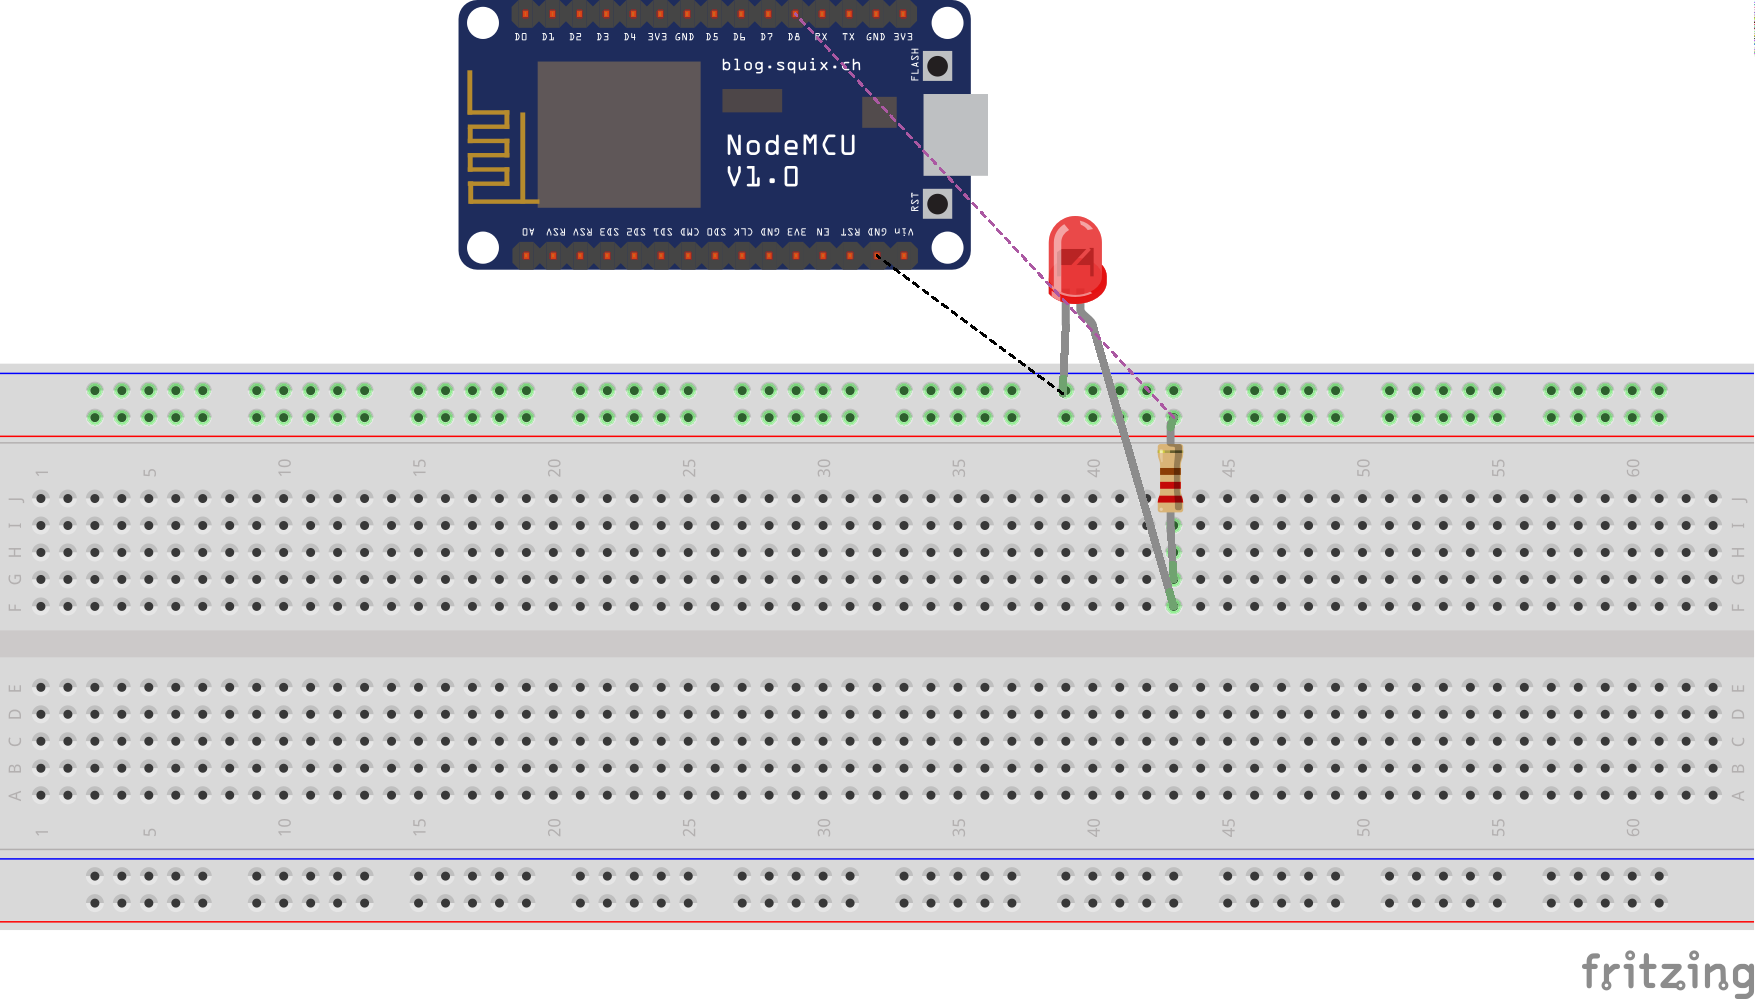 D0 D1 D2 D3 D4 3V3 GND D5 D6 D7 D8 RX TX GND 3V3
blog.squix.ch
FLASH
NodeMCU
V1.0
RST
A0 RSV RSV SD3 SD2 SD1 CMD SD0 CLK GND 3V3 EN RST GND Vin
1 5 10 15 20 25 30 35 40 45 50 55 60
J J
I I
H H
G G
F F
E E
D D
C C
B B
A A
1 5 10 15 20 25 30 35 40 45 50 55 60
fritzing